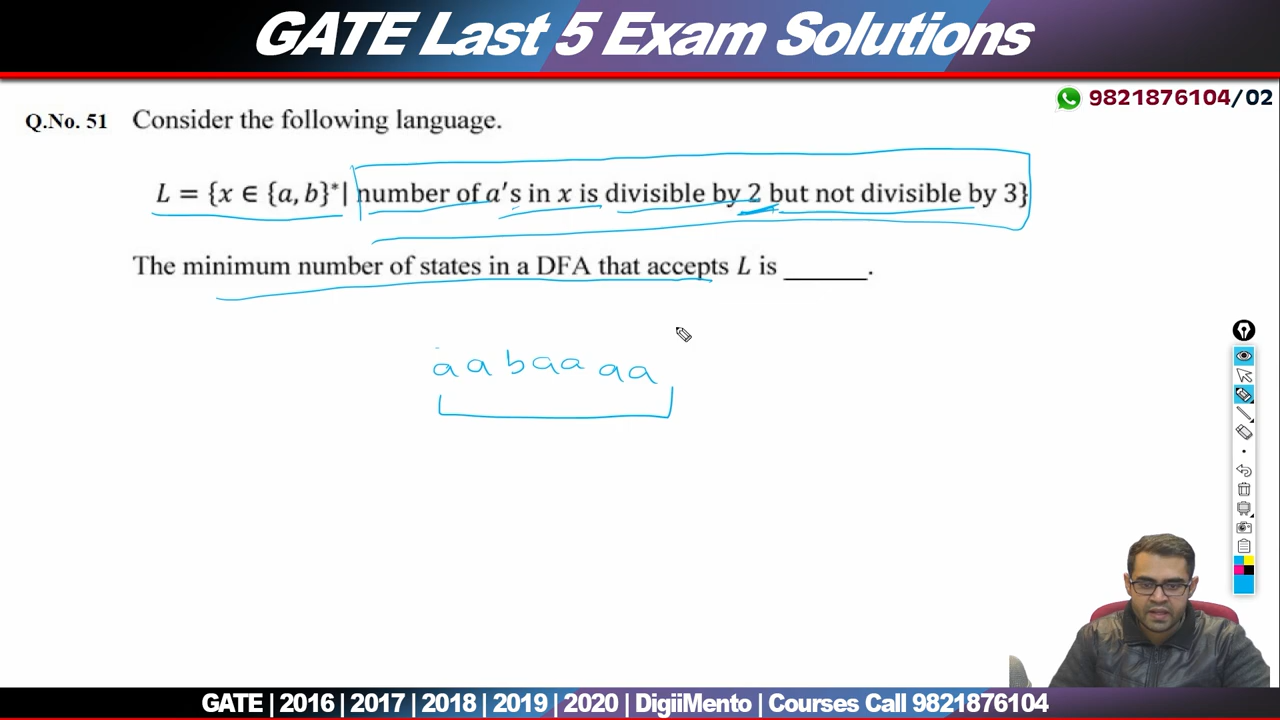 GATE Last 5 Exam Solutions
9821876104/02
Q.No. 51 Consider the following language.
L = {x ∈ {a, b}*| number of a's in x is divisible by 2 but not divisible by 3}
The minimum number of states in a DFA that accepts L is ______.
a a b a a a a
GATE | 2016 | 2017 | 2018 | 2019 | 2020 | DigiiMento | Courses Call 9821876104